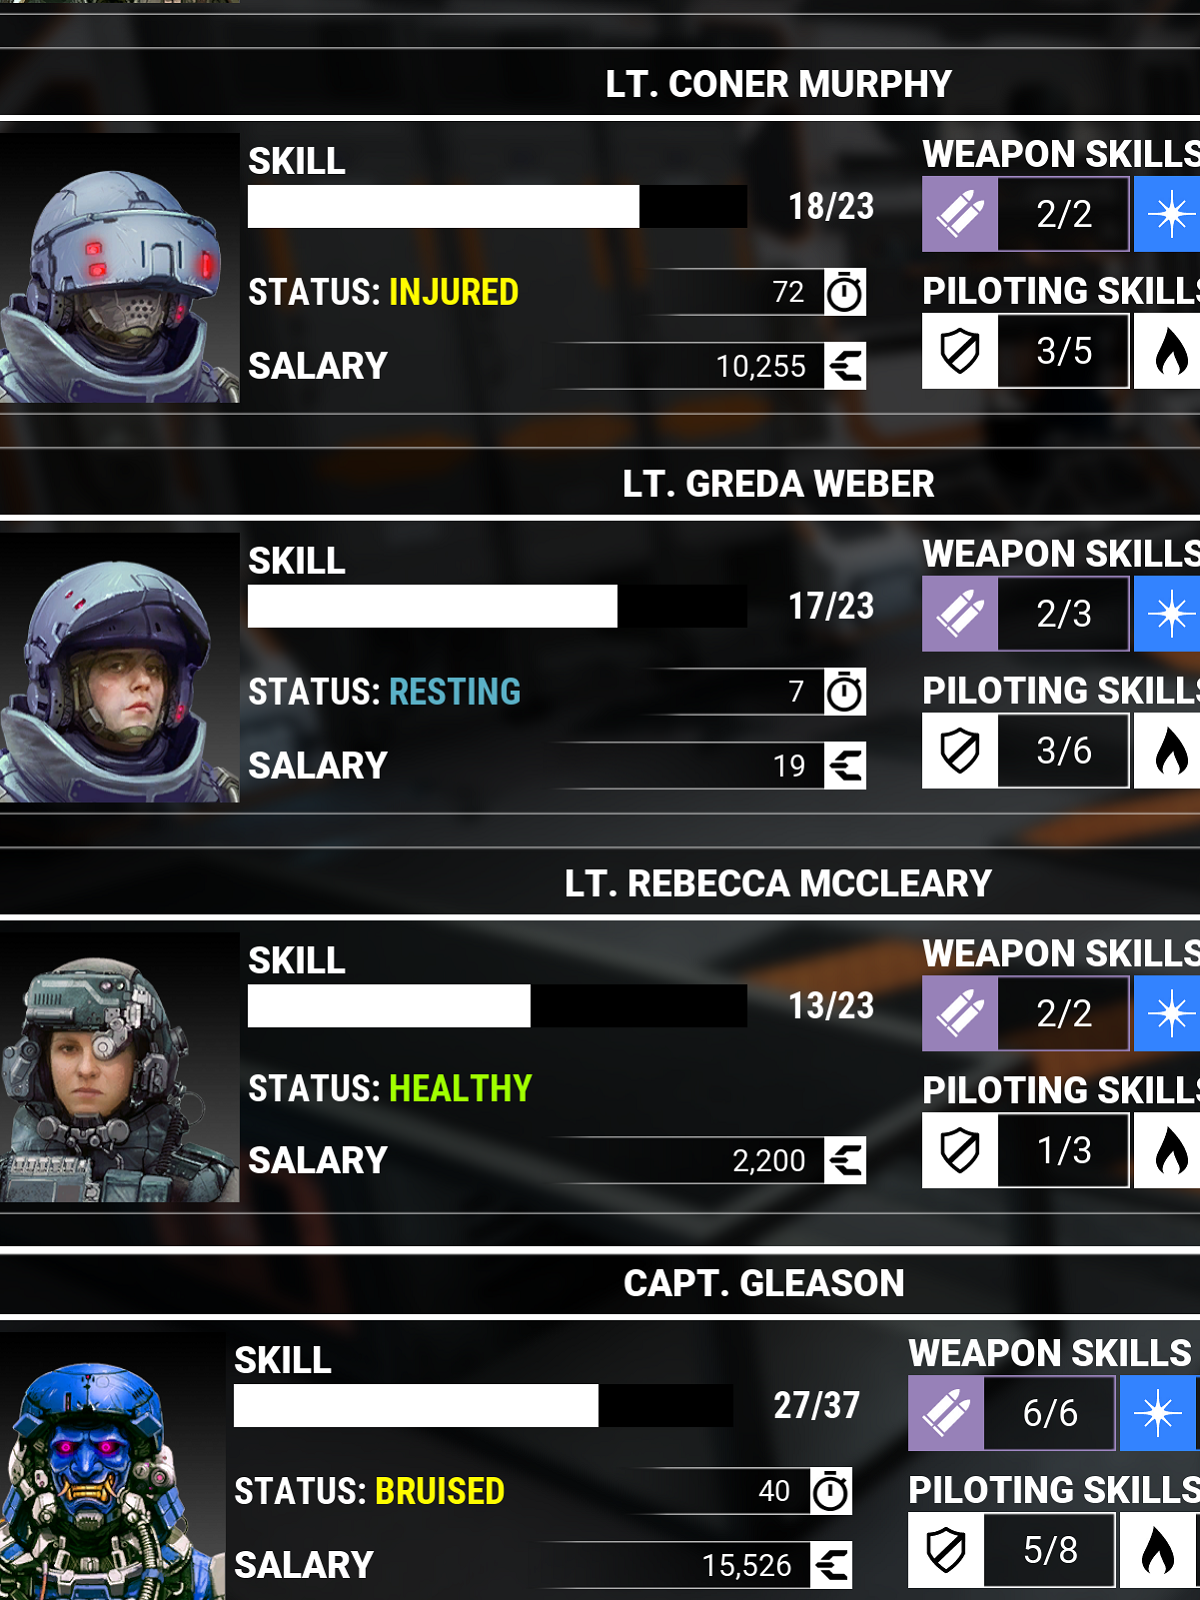 LT. CONER MURPHY
SKILL
18/23
WEAPON SKILLS
2/2
STATUS: INJURED
72
PILOTING SKILLS
3/5
SALARY
10,255
LT. GREDA WEBER
SKILL
17/23
WEAPON SKILLS
2/3
STATUS: RESTING
7
PILOTING SKILLS
3/6
SALARY
19
LT. REBECCA MCCLEARY
SKILL
13/23
WEAPON SKILLS
2/2
STATUS: HEALTHY
PILOTING SKILLS
1/3
SALARY
2,200
CAPT. GLEASON
SKILL
27/37
WEAPON SKILLS
6/6
STATUS: BRUISED
40
PILOTING SKILLS
5/8
SALARY
15,526